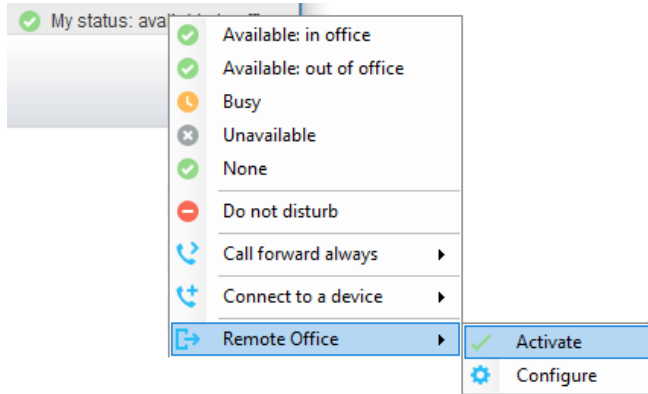 My status: ava
Available: in office
Available: out of office
Busy
Unavailable
None
Do not disturb
Call forward always
Connect to a device
Remote Office
Activate
Configure